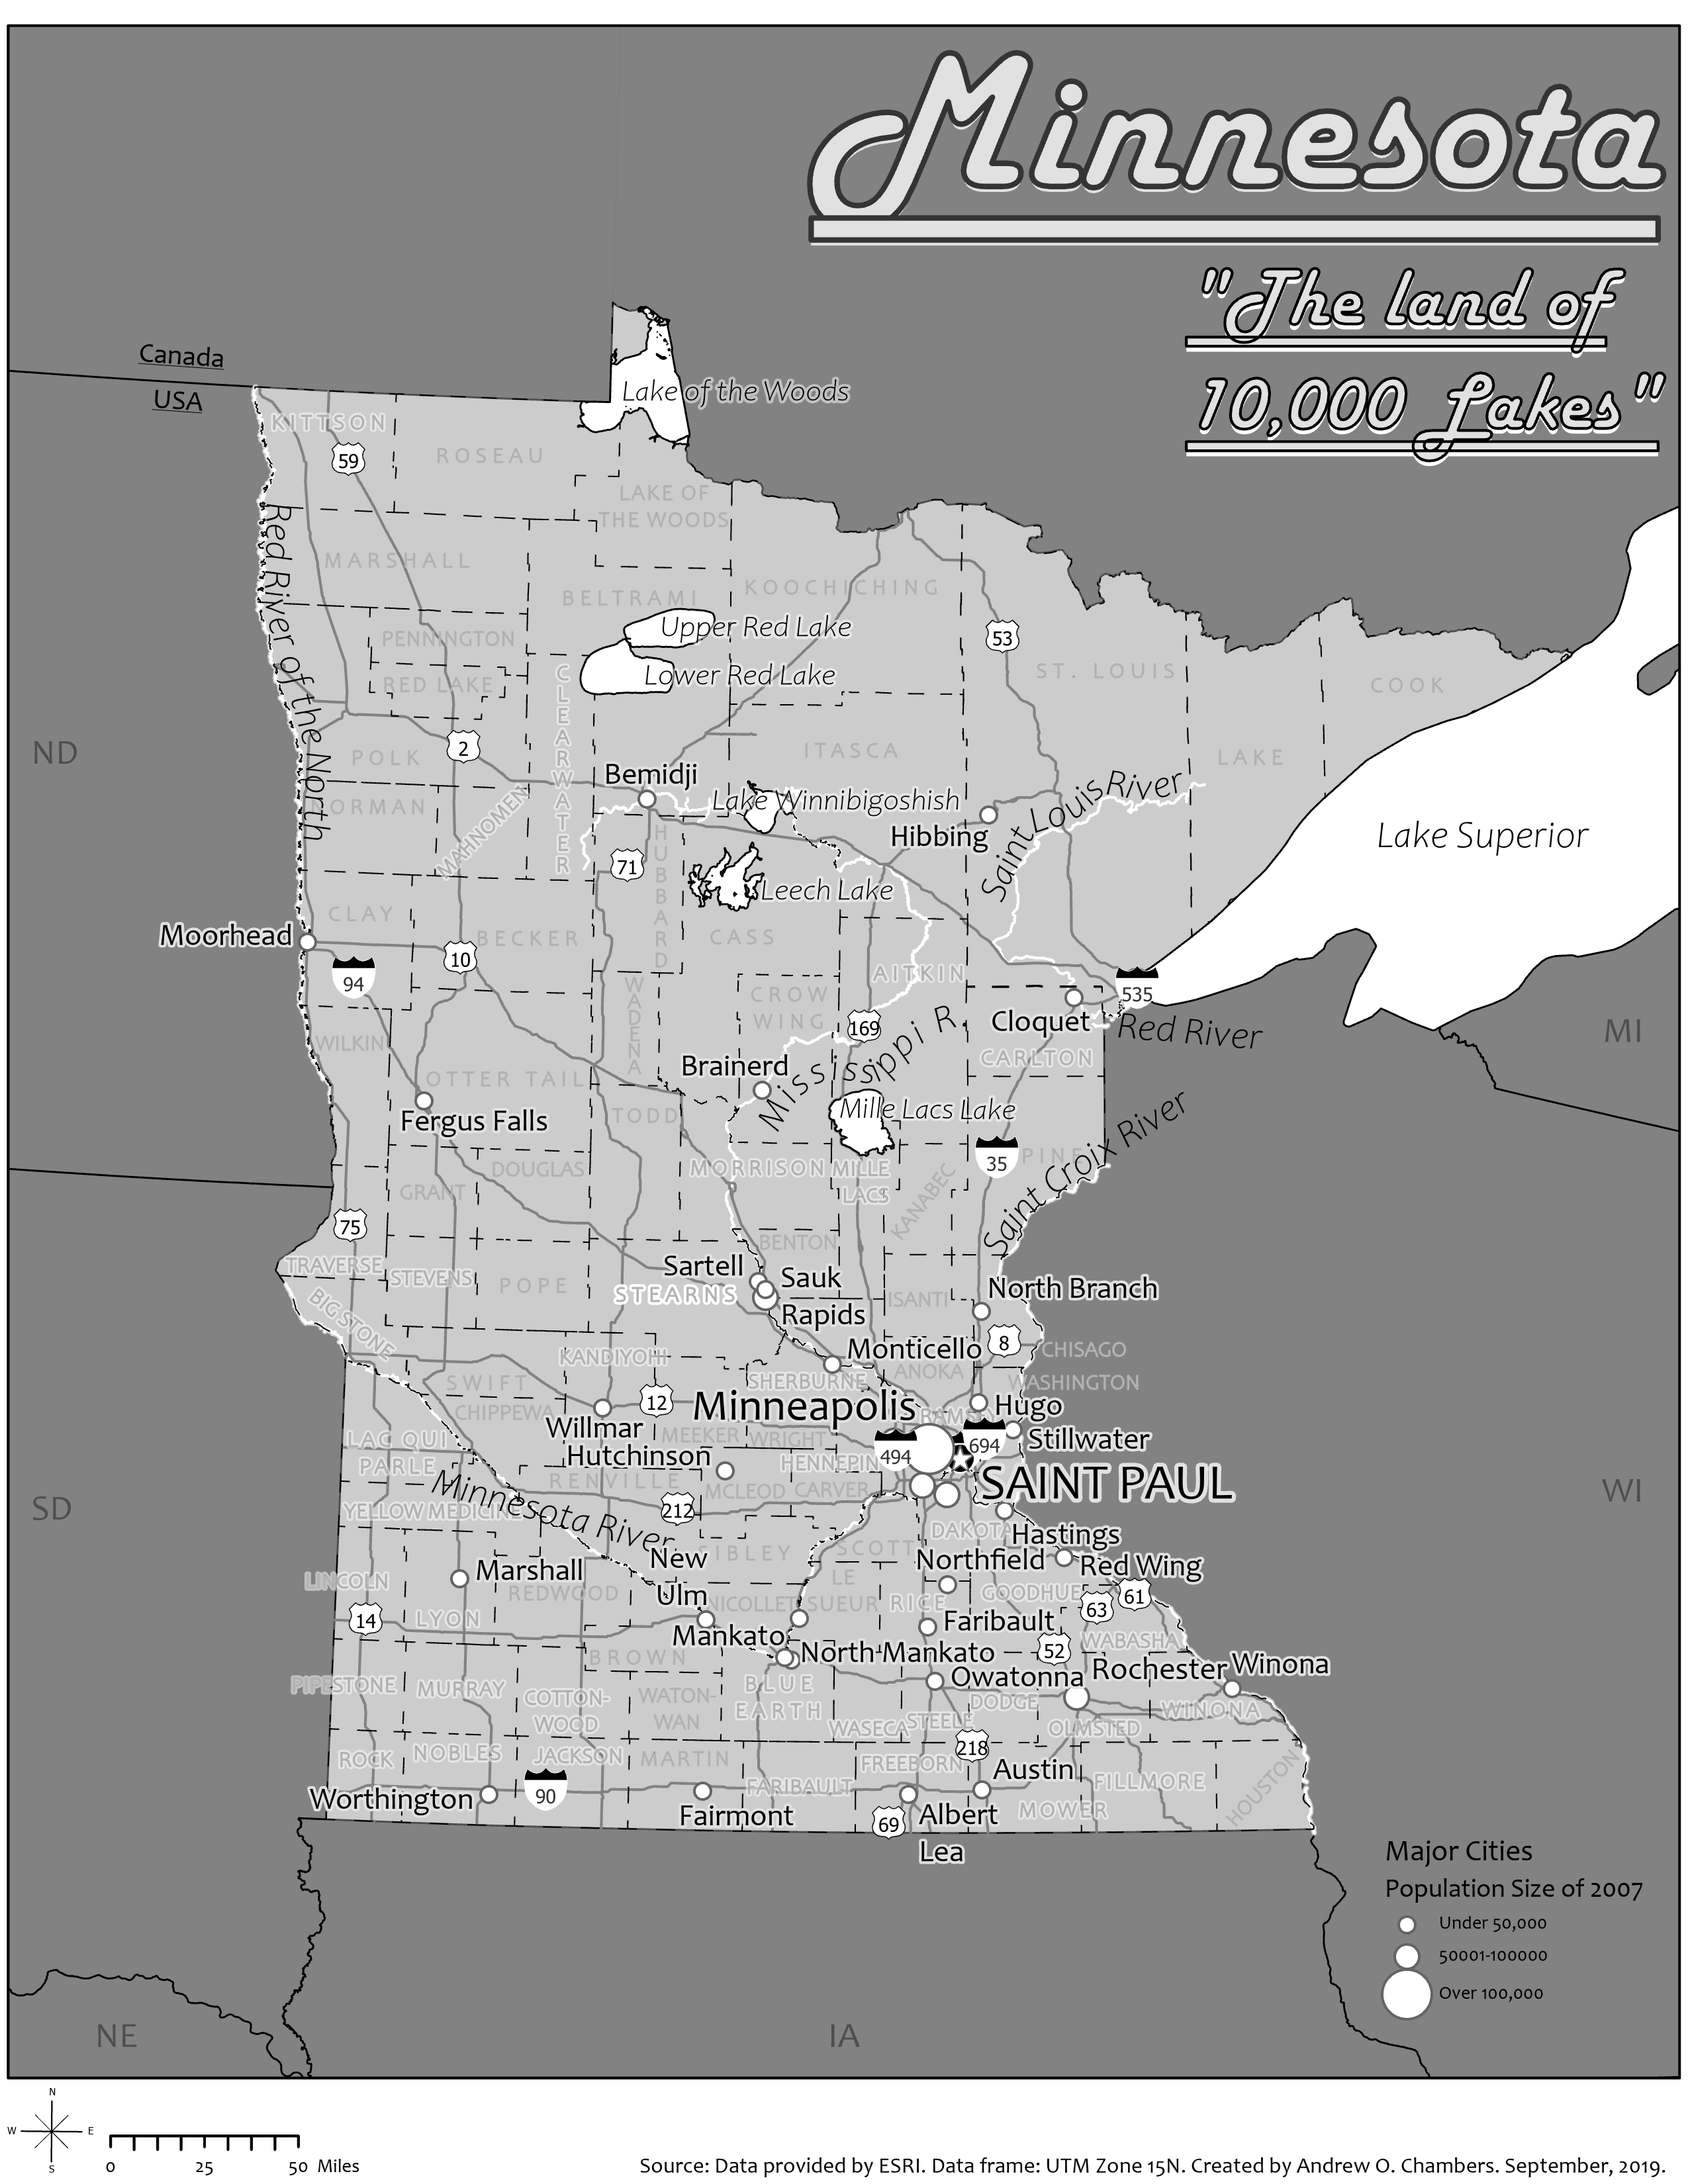 Minnesota
"The land of
10,000 Lakes"
Canada
USA
Lake of the Woods
KITTSON
59
ROSEAU
LAKE OF
THE WOODS
Red River of the North
MARSHALL
KOOCHICHING
BELTRAMI
Upper Red Lake
53
PENNINGTON
Lower Red Lake
ST. LOUIS
RED LAKE
CLEARWATER
COOK
ND
2
POLK
ITASCA
LAKE
Bemidji
Lake Winnibigoshish
Saint Louis River
NORMAN
MAHNOMEN
Hibbing
Lake Superior
71
HUBBARD
Leech Lake
CLAY
Moorhead
BECKER
CASS
10
94
AITKIN
535
CROW
WING
WADENA
169
Cloquet
Red River
MI
WILKIN
Mississippi R.
CARLTON
Brainerd
OTTER TAIL
Fergus Falls
TODD
Mille Lacs Lake
Saint Croix River
35
PINE
DOUGLAS
MORRISON
MILLE
LACS
GRANT
KANABEC
75
BENTON
TRAVERSE
STEVENS
POPE
Sartell
Sauk
Rapids
STEARNS
North Branch
ISANTI
BIG STONE
8
Monticello
CHISAGO
KANDIYOHI
ANOKA
SHERBURNE
WASHINGTON
SWIFT
12
Minneapolis
Hugo
CHIPPEWA
RAMSEY
Willmar
MEEKER
WRIGHT
694
Stillwater
LAC QUI
PARLE
Hutchinson
494
HENNEPIN
SAINT PAUL
RENVILLE
MCLEOD
CARVER
SD
WI
Minnesota River
YELLOW MEDICINE
212
DAKOTA
Hastings
SIBLEY
SCOTT
New
Ulm
Northfield
Red Wing
Marshall
LE
SUEUR
LINCOLN
REDWOOD
GOODHUE
61
NICOLLET
RICE
63
14
LYON
Faribault
Mankato
North Mankato
52
WABASHA
BROWN
Owatonna
Rochester
Winona
PIPESTONE
MURRAY
COTTON-
WOOD
WATON-
WAN
BLUE
EARTH
DODGE
WINONA
WASECA
STEELE
OLMSTED
218
ROCK
NOBLES
JACKSON
MARTIN
FREEBORN
Austin
FILLMORE
HOUSTON
Worthington
90
FARIBAULT
Fairmont
69
Albert
Lea
MOWER
Major Cities
Population Size of 2007
Under 50,000
50001-100000
Over 100,000
NE
IA
N
W
E
S
0
25
50 Miles
Source: Data provided by ESRI. Data frame: UTM Zone 15N. Created by Andrew O. Chambers. September, 2019.